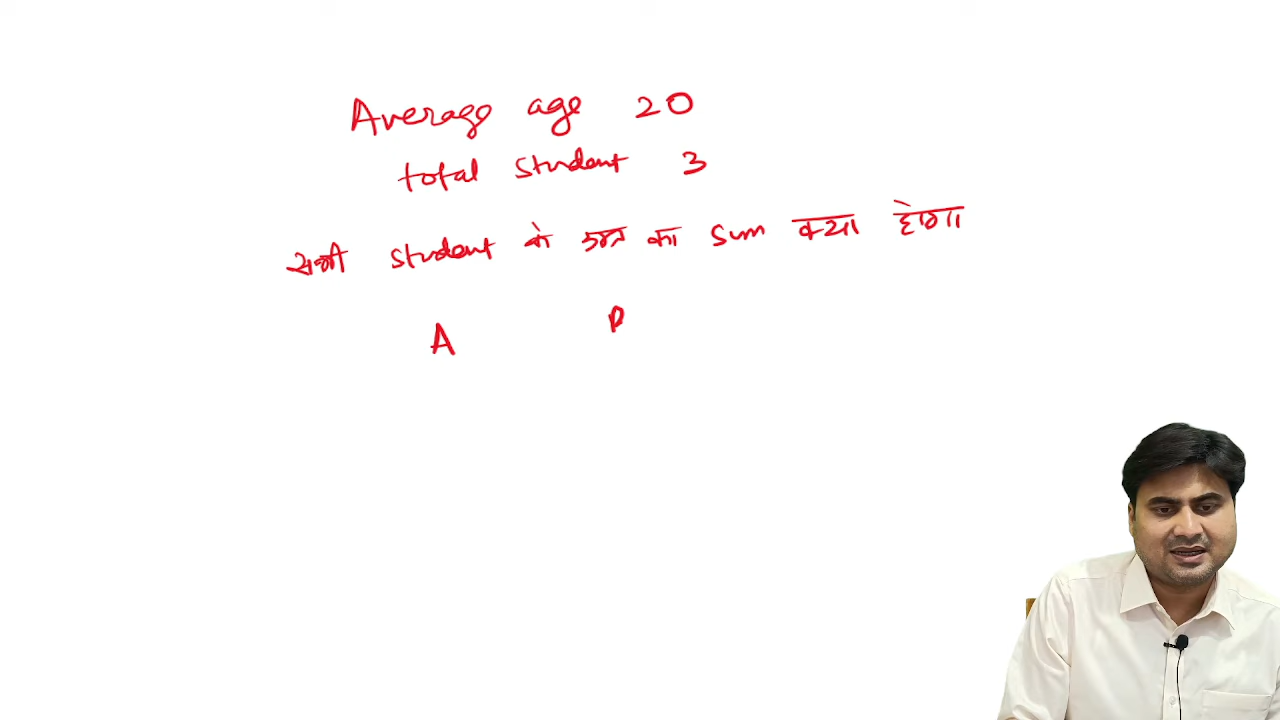 Average age 20
total student 3
सभी student के उम्र का sum क्या होगा
A